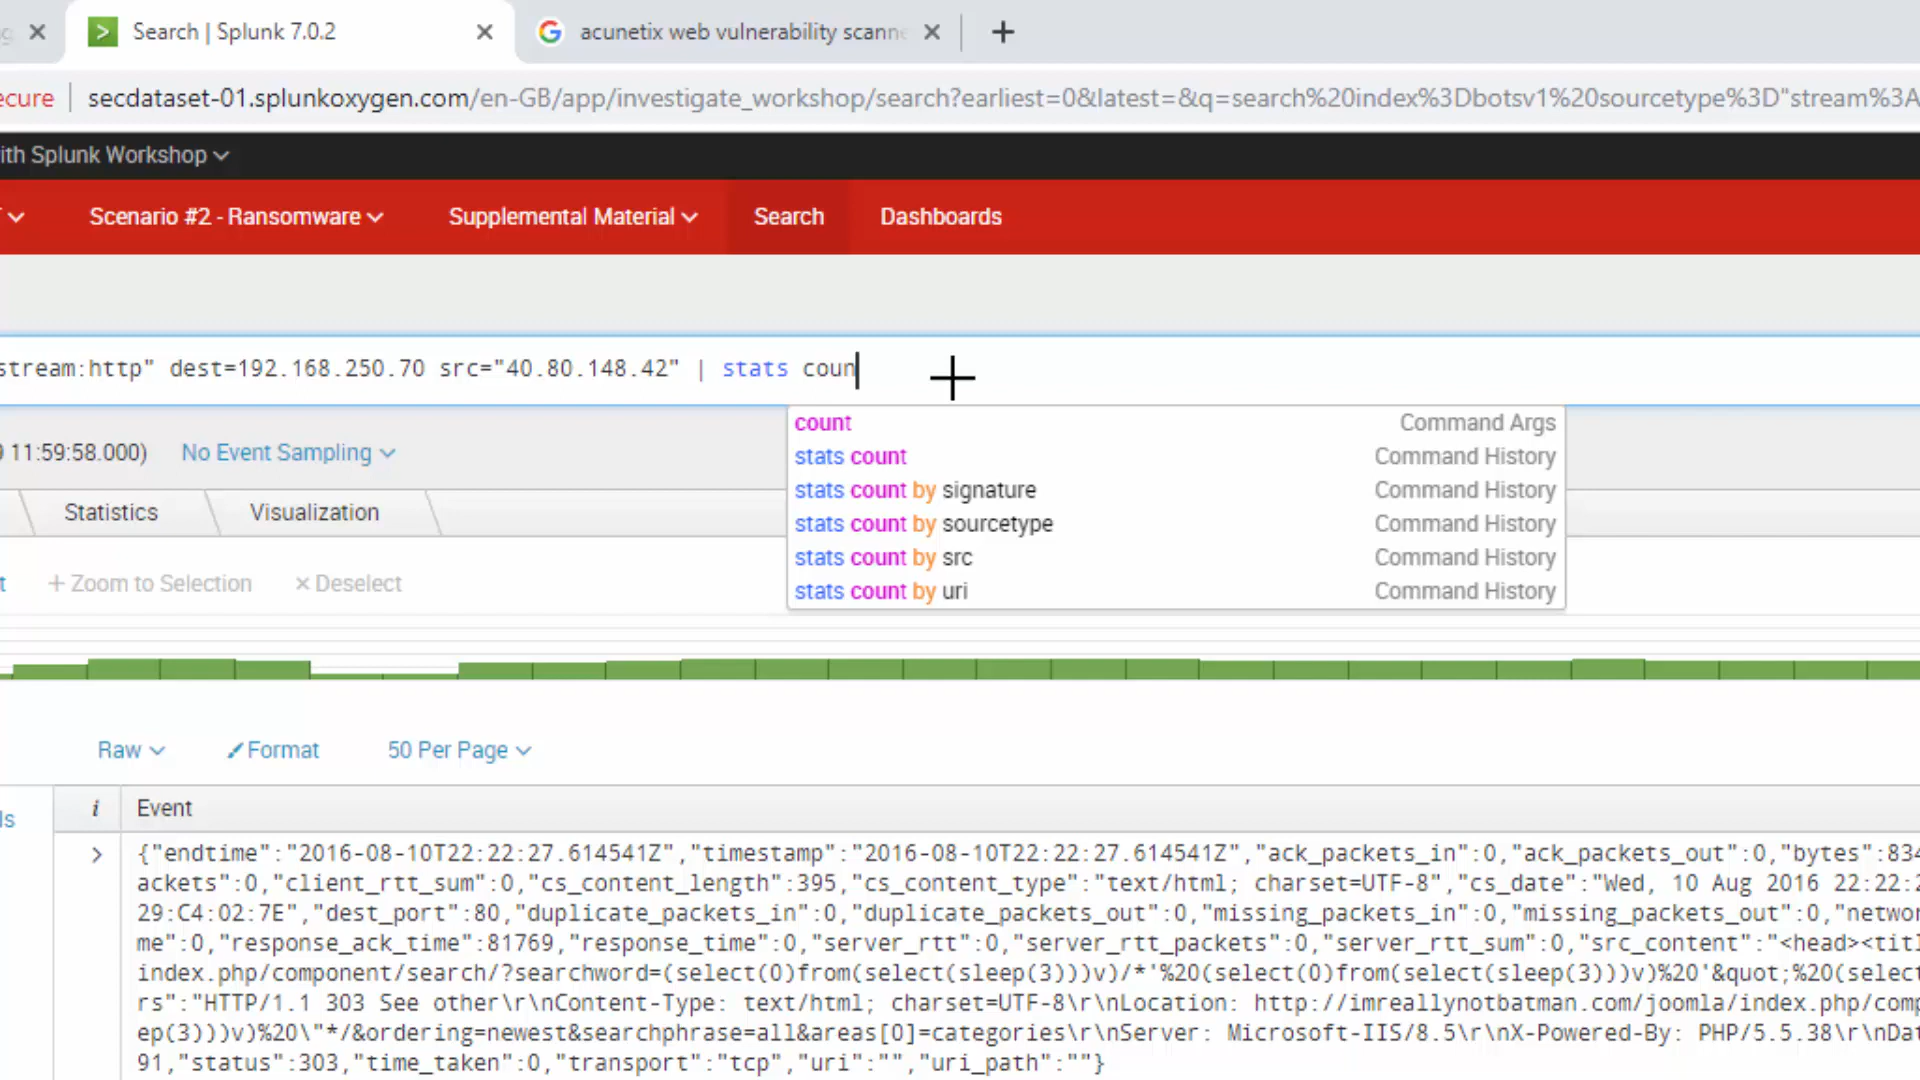 Search | Splunk 7.0.2
acunetix web vulnerability scanne
ecure secdataset-01.splunkoxygen.com/en-GB/app/investigate_workshop/search?earliest=0&latest=&q=search%20index%3Dbotsv1%20sourcetype%3D"stream%3A
ith Splunk Workshop
Scenario #2 - Ransomware
Supplemental Material
Search
Dashboards
stream:http" dest=192.168.250.70 src="40.80.148.42" | stats coun
count Command Args
stats count Command History
stats count by signature Command History
stats count by sourcetype Command History
stats count by src Command History
stats count by uri Command History
11:59:58.000) No Event Sampling
Statistics
Visualization
+ Zoom to Selection
× Deselect
Raw
Format
50 Per Page
i
Event
ls
> {"endtime":"2016-08-10T22:22:27.614541Z","timestamp":"2016-08-10T22:22:27.614541Z","ack_packets_in":0,"ack_packets_out":0,"bytes":834
ackets":0,"client_rtt_sum":0,"cs_content_length":395,"cs_content_type":"text/html; charset=UTF-8","cs_date":"Wed, 10 Aug 2016 22:22:2
29:C4:02:7E","dest_port":80,"duplicate_packets_in":0,"duplicate_packets_out":0,"missing_packets_in":0,"missing_packets_out":0,"networ
me":0,"response_ack_time":81769,"response_time":0,"server_rtt":0,"server_rtt_packets":0,"server_rtt_sum":0,"src_content":"<head><titl
index.php/component/search/?searchword=(select(0)from(select(sleep(3)))v)/*'%20(select(0)from(select(sleep(3)))v)%20'&quot;%20(select
rs":"HTTP/1.1 303 See other\r\nContent-Type: text/html; charset=UTF-8\r\nLocation: http://imreallynotbatman.com/joomla/index.php/comp
ep(3)))v)%20\"*/&ordering=newest&searchphrase=all&areas[0]=categories\r\nServer: Microsoft-IIS/8.5\r\nX-Powered-By: PHP/5.5.38\r\nDat
91,"status":303,"time_taken":0,"transport":"tcp","uri":"","uri_path":""}